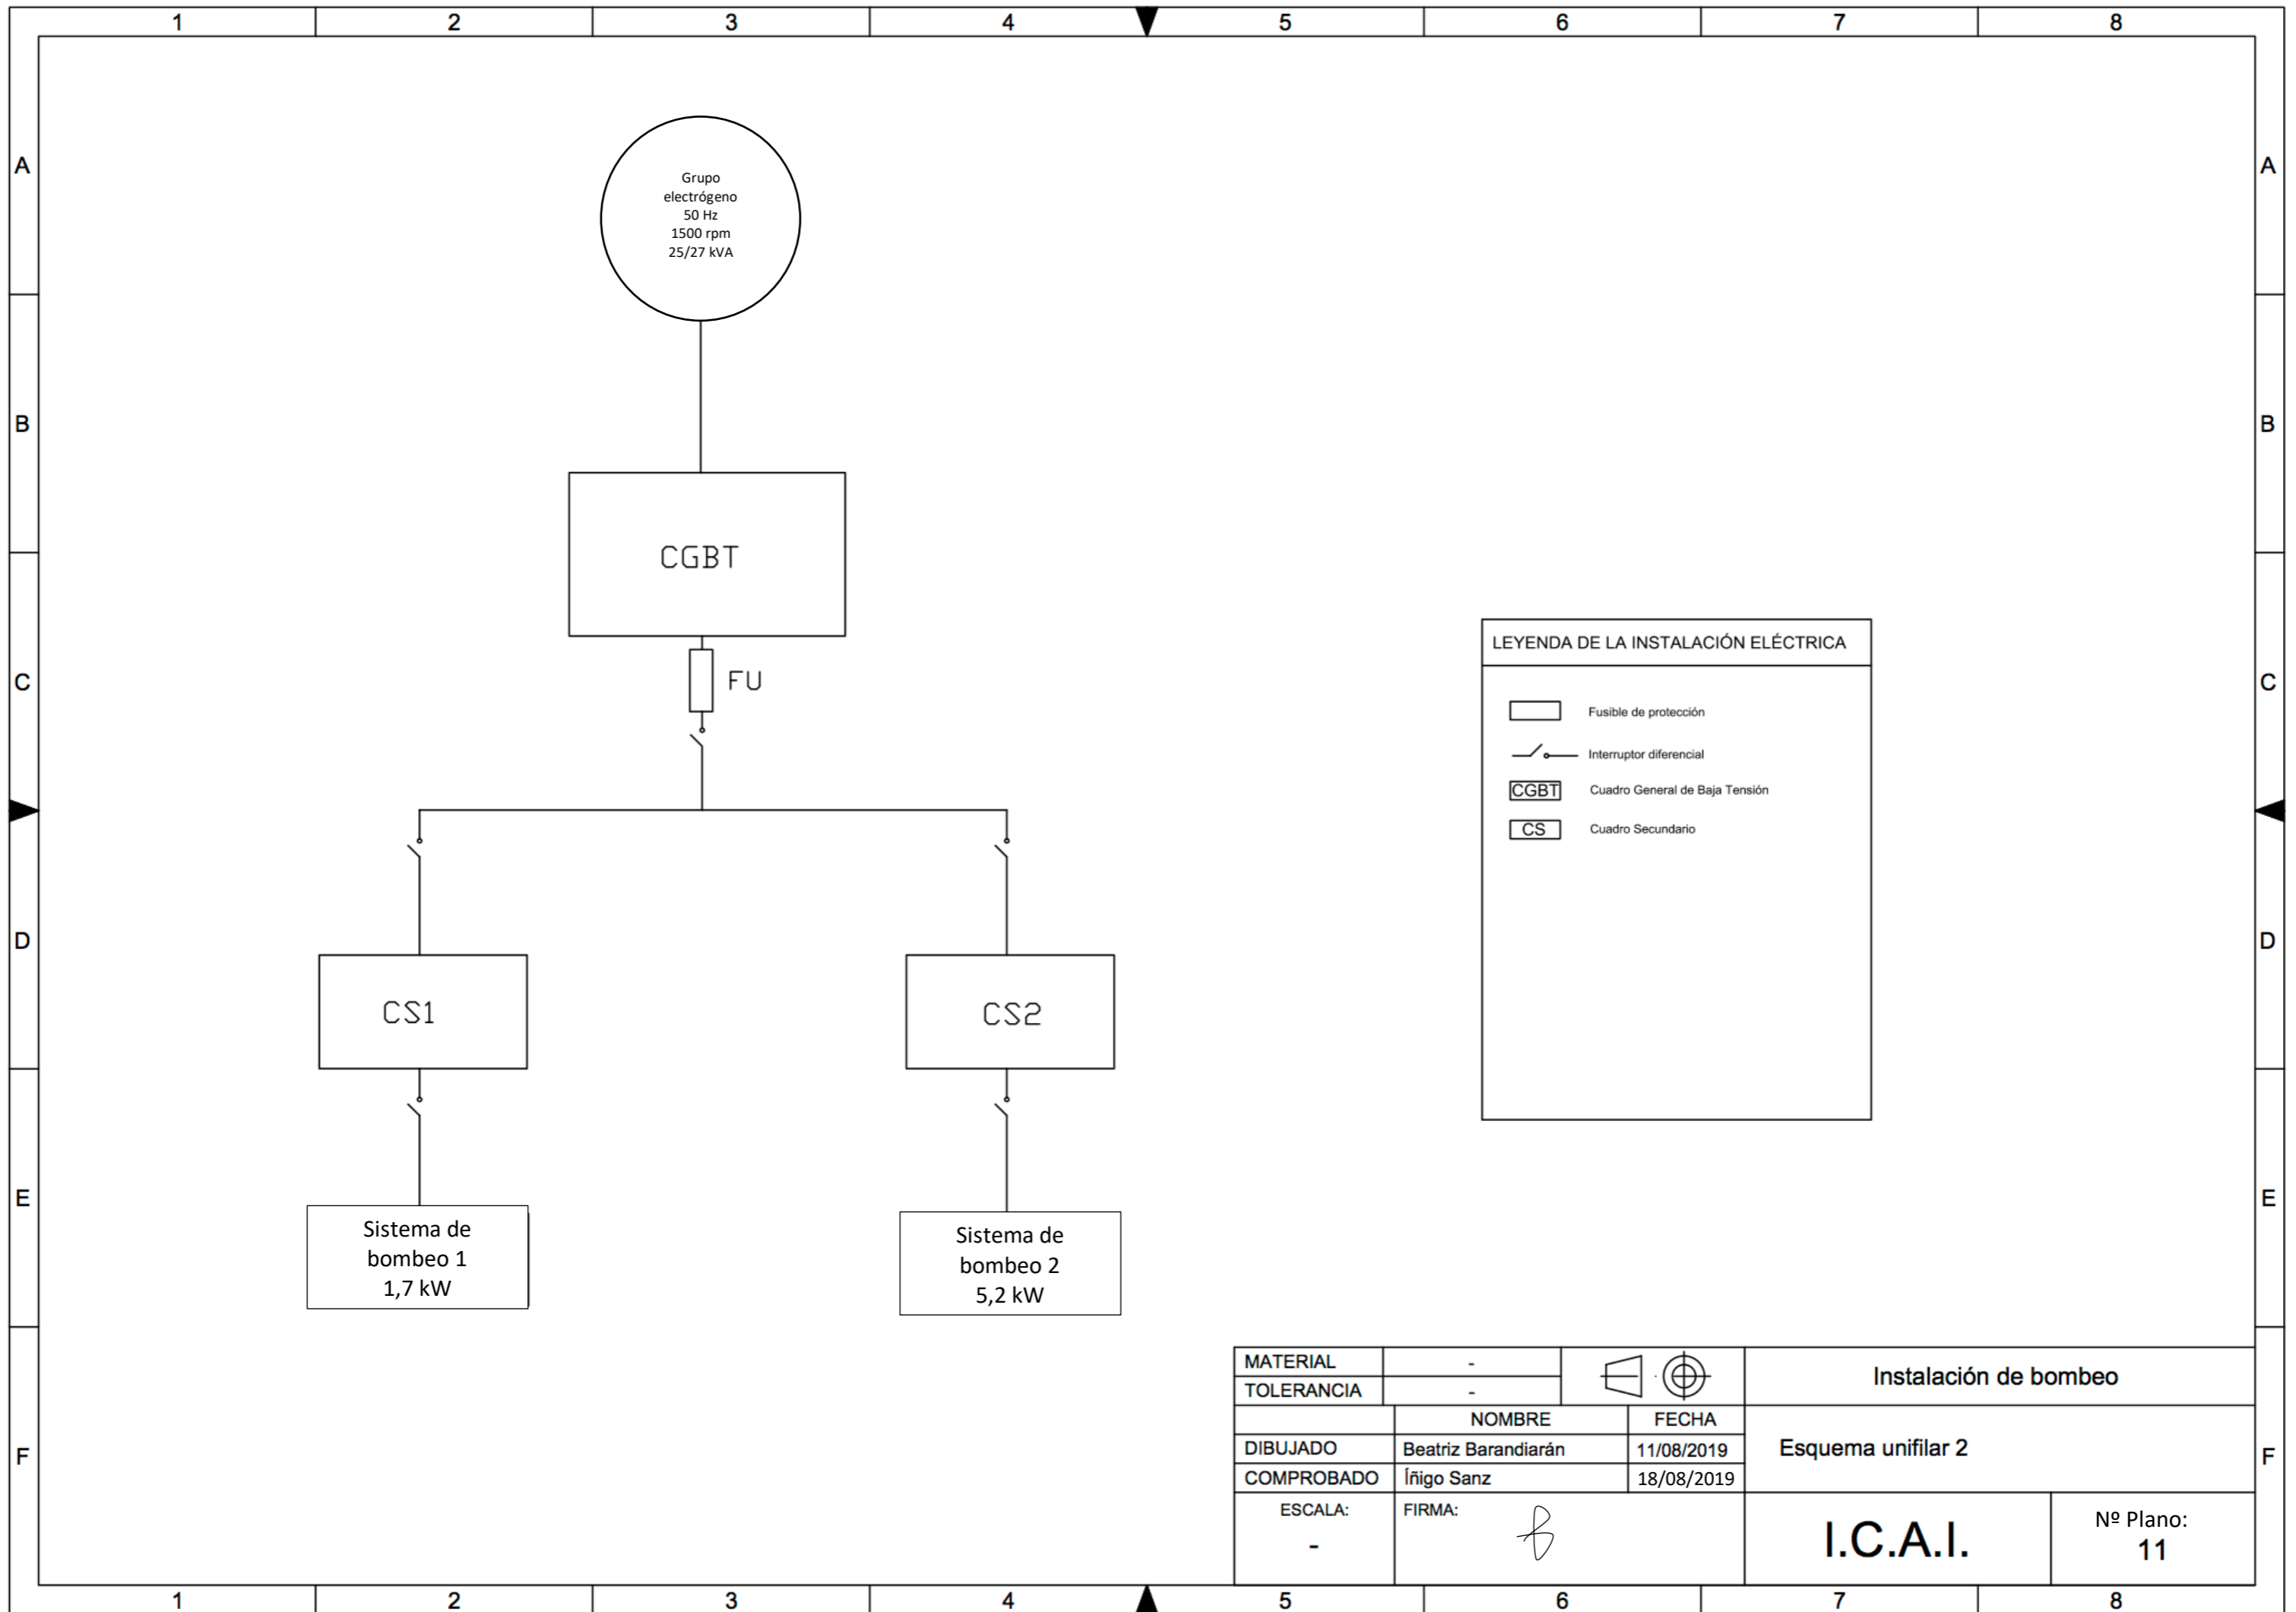 1 2 3 4 5 6 7 8
A A
Grupo
electrógeno
50 Hz
1500 rpm
25/27 kVA
B B
CGBT
LEYENDA DE LA INSTALACIÓN ELÉCTRICA
C C
FU
Fusible de protección
Interruptor diferencial
CGBT Cuadro General de Baja Tensión
CS Cuadro Secundario
D D
CS1 CS2
E E
Sistema de
bombeo 1
1,7 kW
Sistema de
bombeo 2
5,2 kW
MATERIAL -
TOLERANCIA -
Instalación de bombeo
NOMBRE FECHA
DIBUJADO Beatriz Barandiarán 11/08/2019
COMPROBADO Íñigo Sanz 18/08/2019
Esquema unifilar 2
F F
ESCALA:
-
FIRMA:
I.C.A.I.
Nº Plano:
11
1 2 3 4 5 6 7 8